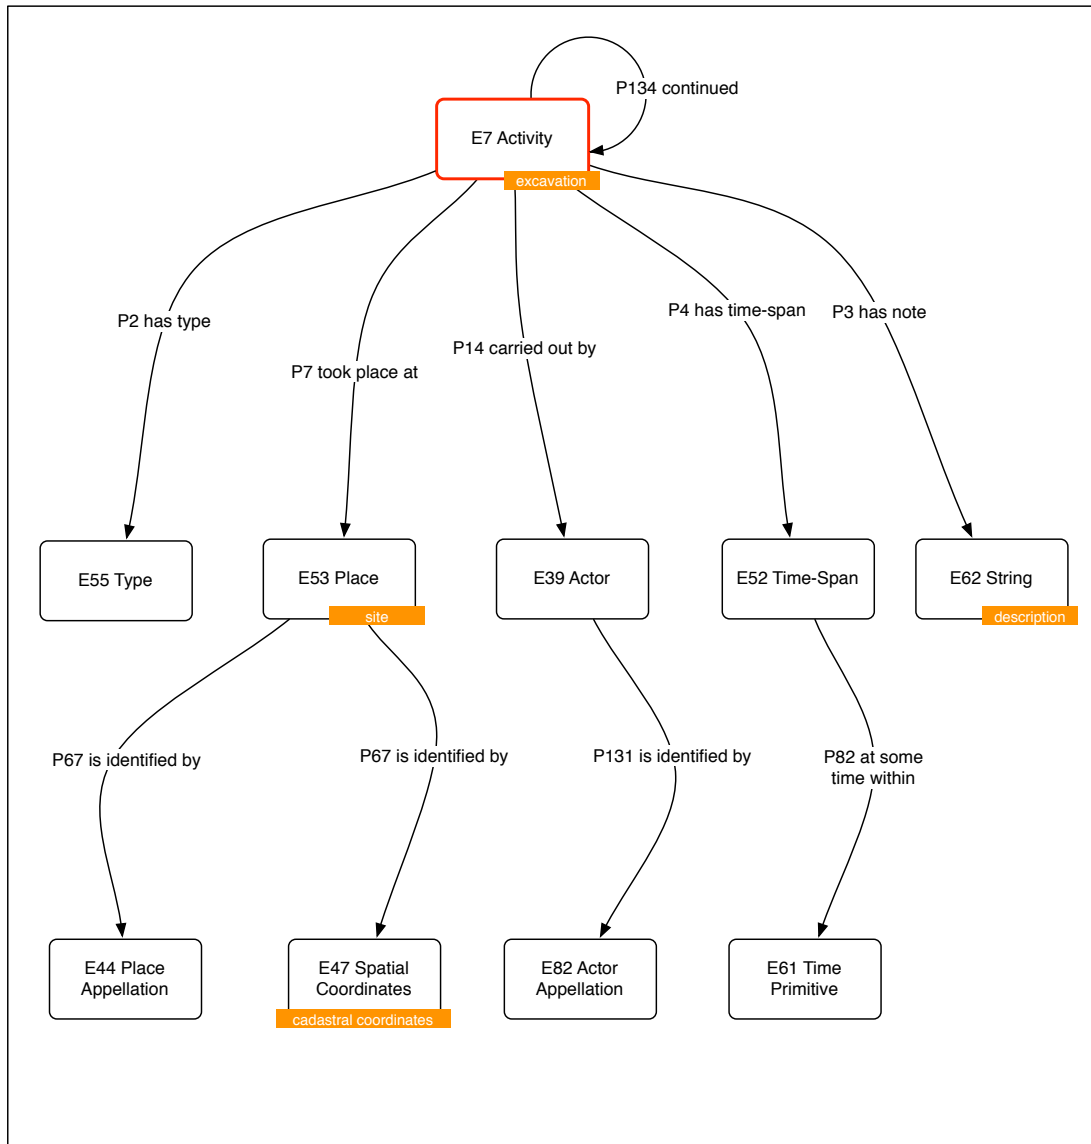 P134 continued
E7 Activity
excavation
P2 has type
P7 took place at
P14 carried out by
P4 has time-span
P3 has note
E55 Type
E53 Place
site
E39 Actor
E52 Time-Span
E62 String
description
P67 is identified by
P67 is identified by
P131 is identified by
P82 at some
time within
E44 Place
Appellation
E47 Spatial
Coordinates
cadastral coordinates
E82 Actor
Appellation
E61 Time
Primitive